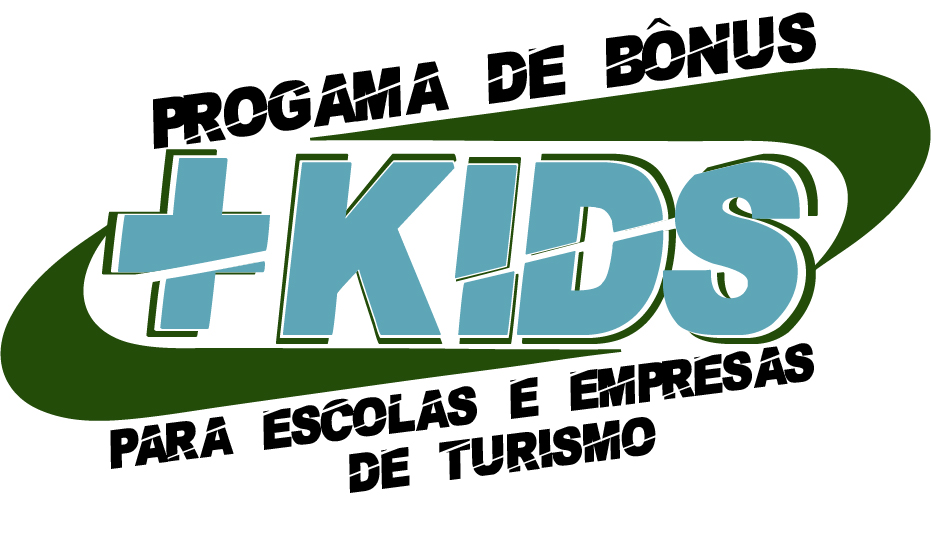 PROGAMA DE BÔNUS
+KIDS
PARA ESCOLAS E EMPRESAS
DE TURISMO